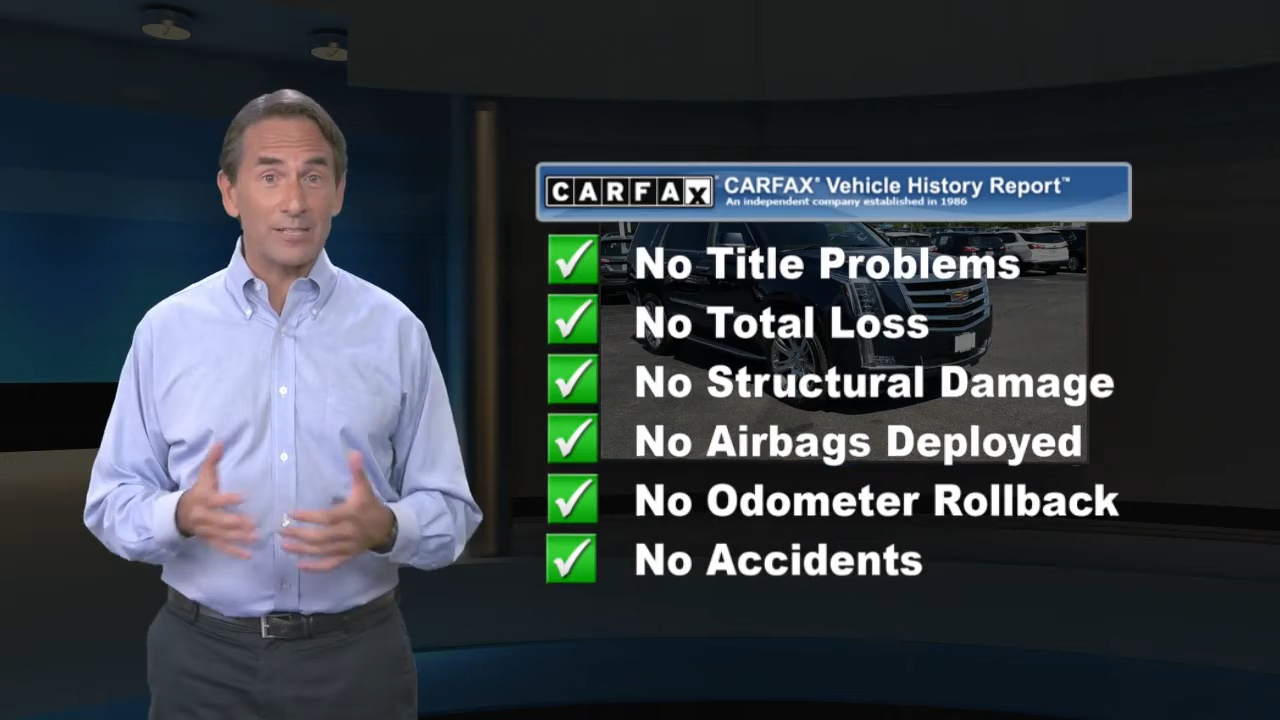 CARFAX CARFAX® Vehicle History Report™
An independent company established in 1986
No Title Problems
No Total Loss
No Structural Damage
No Airbags Deployed
No Odometer Rollback
No Accidents